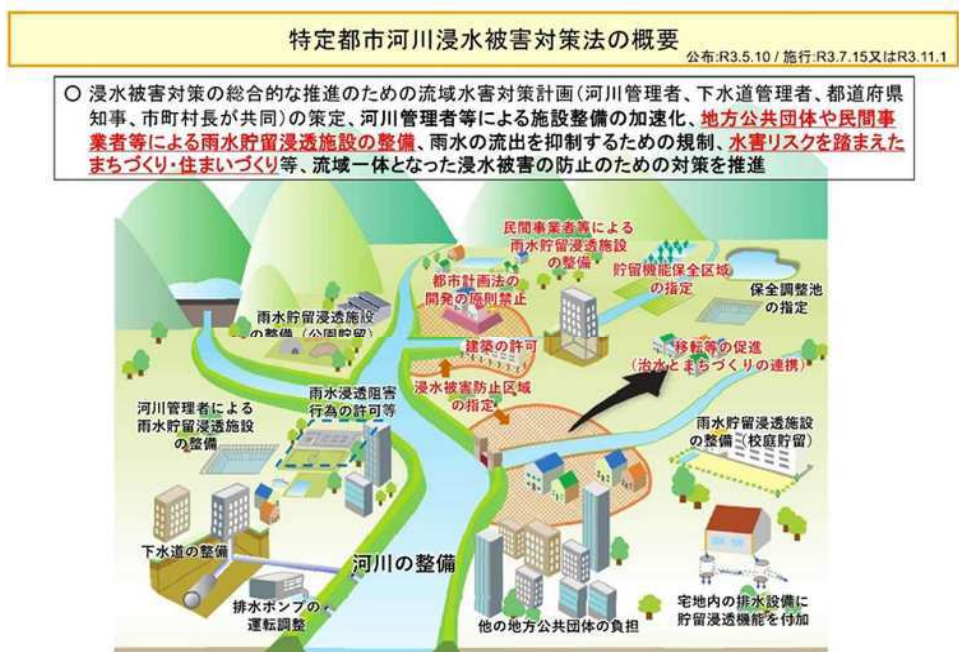 特定都市河川浸水被害対策法の概要
公布:R3.5.10 / 施行:R3.7.15又はR3.11.1
○ 浸水被害対策の総合的な推進のための流域水害対策計画(河川管理者、下水道管理者、都道府県
知事、市町村長が共同)の策定、河川管理者等による施設整備の加速化、地方公共団体や民間事
業者等による雨水貯留浸透施設の整備、雨水の流出を抑制するための規制、水害リスクを踏まえた
まちづくり・住まいづくり等、流域一体となった浸水被害の防止のための対策を推進
民間事業者等による
雨水貯留浸透施設
の整備
貯留機能保全区域
の指定
保全調整池
の指定
都市計画法の
開発の原則禁止
雨水貯留浸透施設
の整備(公園貯留)
建築の許可
移転等の促進
(治水とまちづくりの連携)
浸水被害防止区域
の指定
雨水浸透阻害
行為の許可等
河川管理者による
雨水貯留浸透施設
の整備
雨水貯留浸透施設
の整備(校庭貯留)
下水道の整備
河川の整備
排水ポンプの
運転調整
他の地方公共団体の負担
宅地内の排水設備に
貯留浸透機能を付加